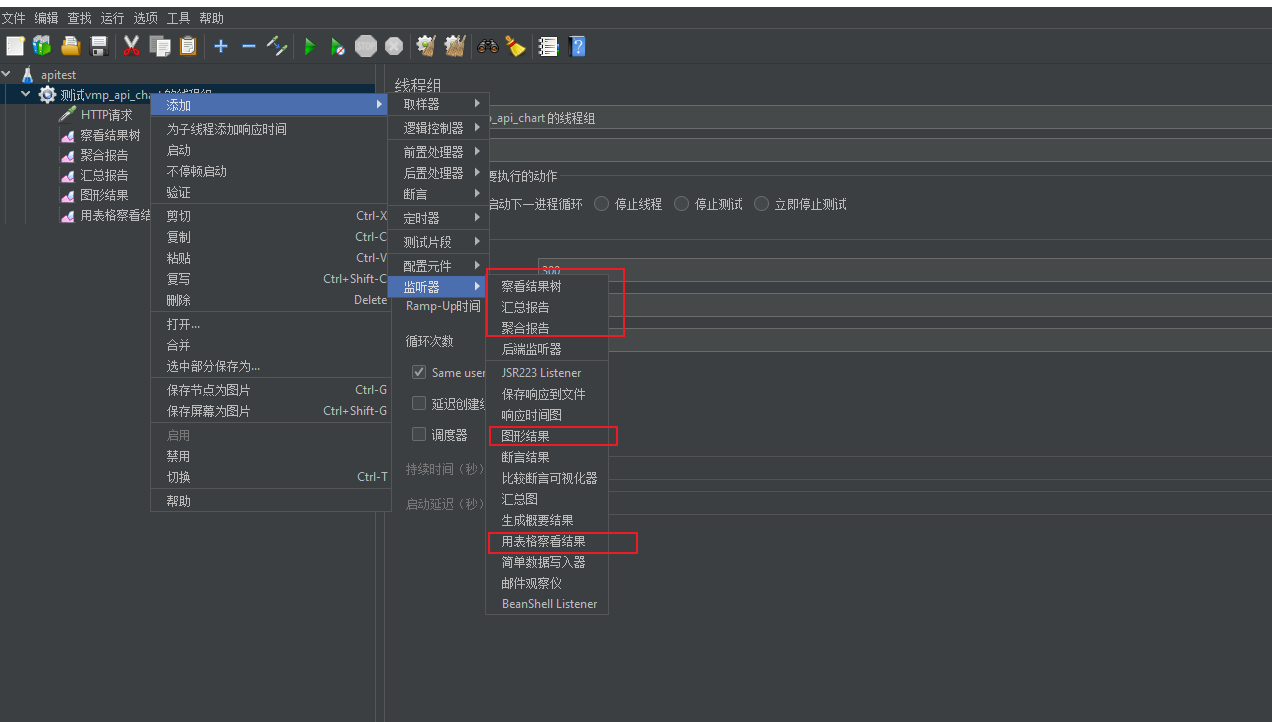 文件 编辑 查找 运行 选项 工具 帮助
STOP
apitest
测试vmp_api_chart的线程组
HTTP请求
察看结果树
聚合报告
汇总报告
图形结果
用表格察看结
添加
为子线程添加响应时间
启动
不停顿启动
验证
剪切 Ctrl-X
复制 Ctrl-C
粘贴 Ctrl-V
复写 Ctrl+Shift-C
删除 Delete
打开...
合并
选中部分保存为...
保存节点为图片 Ctrl-G
保存屏幕为图片 Ctrl+Shift-G
启用
禁用
切换 Ctrl-T
帮助
取样器
逻辑控制器
前置处理器
后置处理器
断言
定时器
测试片段
配置元件
监听器
察看结果树
汇总报告
聚合报告
后端监听器
JSR223 Listener
保存响应到文件
响应时间图
图形结果
断言结果
比较断言可视化器
汇总图
生成概要结果
用表格察看结果
简单数据写入器
邮件观察仪
BeanShell Listener
线程组
p_api_chart的线程组
要执行的动作
启动下一进程循环 停止线程 停止测试 立即停止测试
300
Ramp-Up时间
循环次数
Same user
延迟创建
调度器
持续时间（秒）
启动延迟（秒）